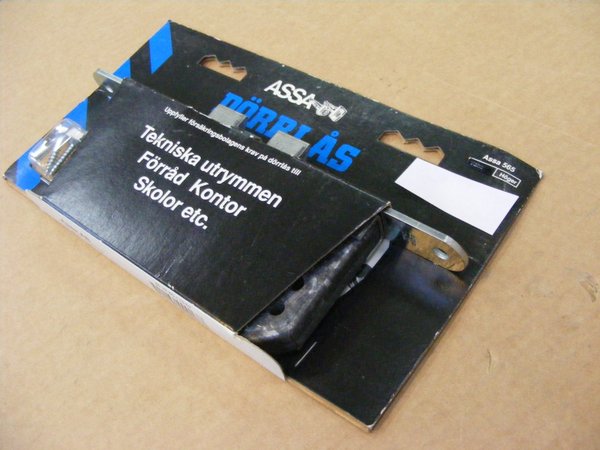 ASSA
DÖRRLÅS
Uppfyller försäkringsbolagens krav på dörrlås till
Tekniska utrymmen
Förråd Kontor
Skolor etc.
Assa 565
Höger